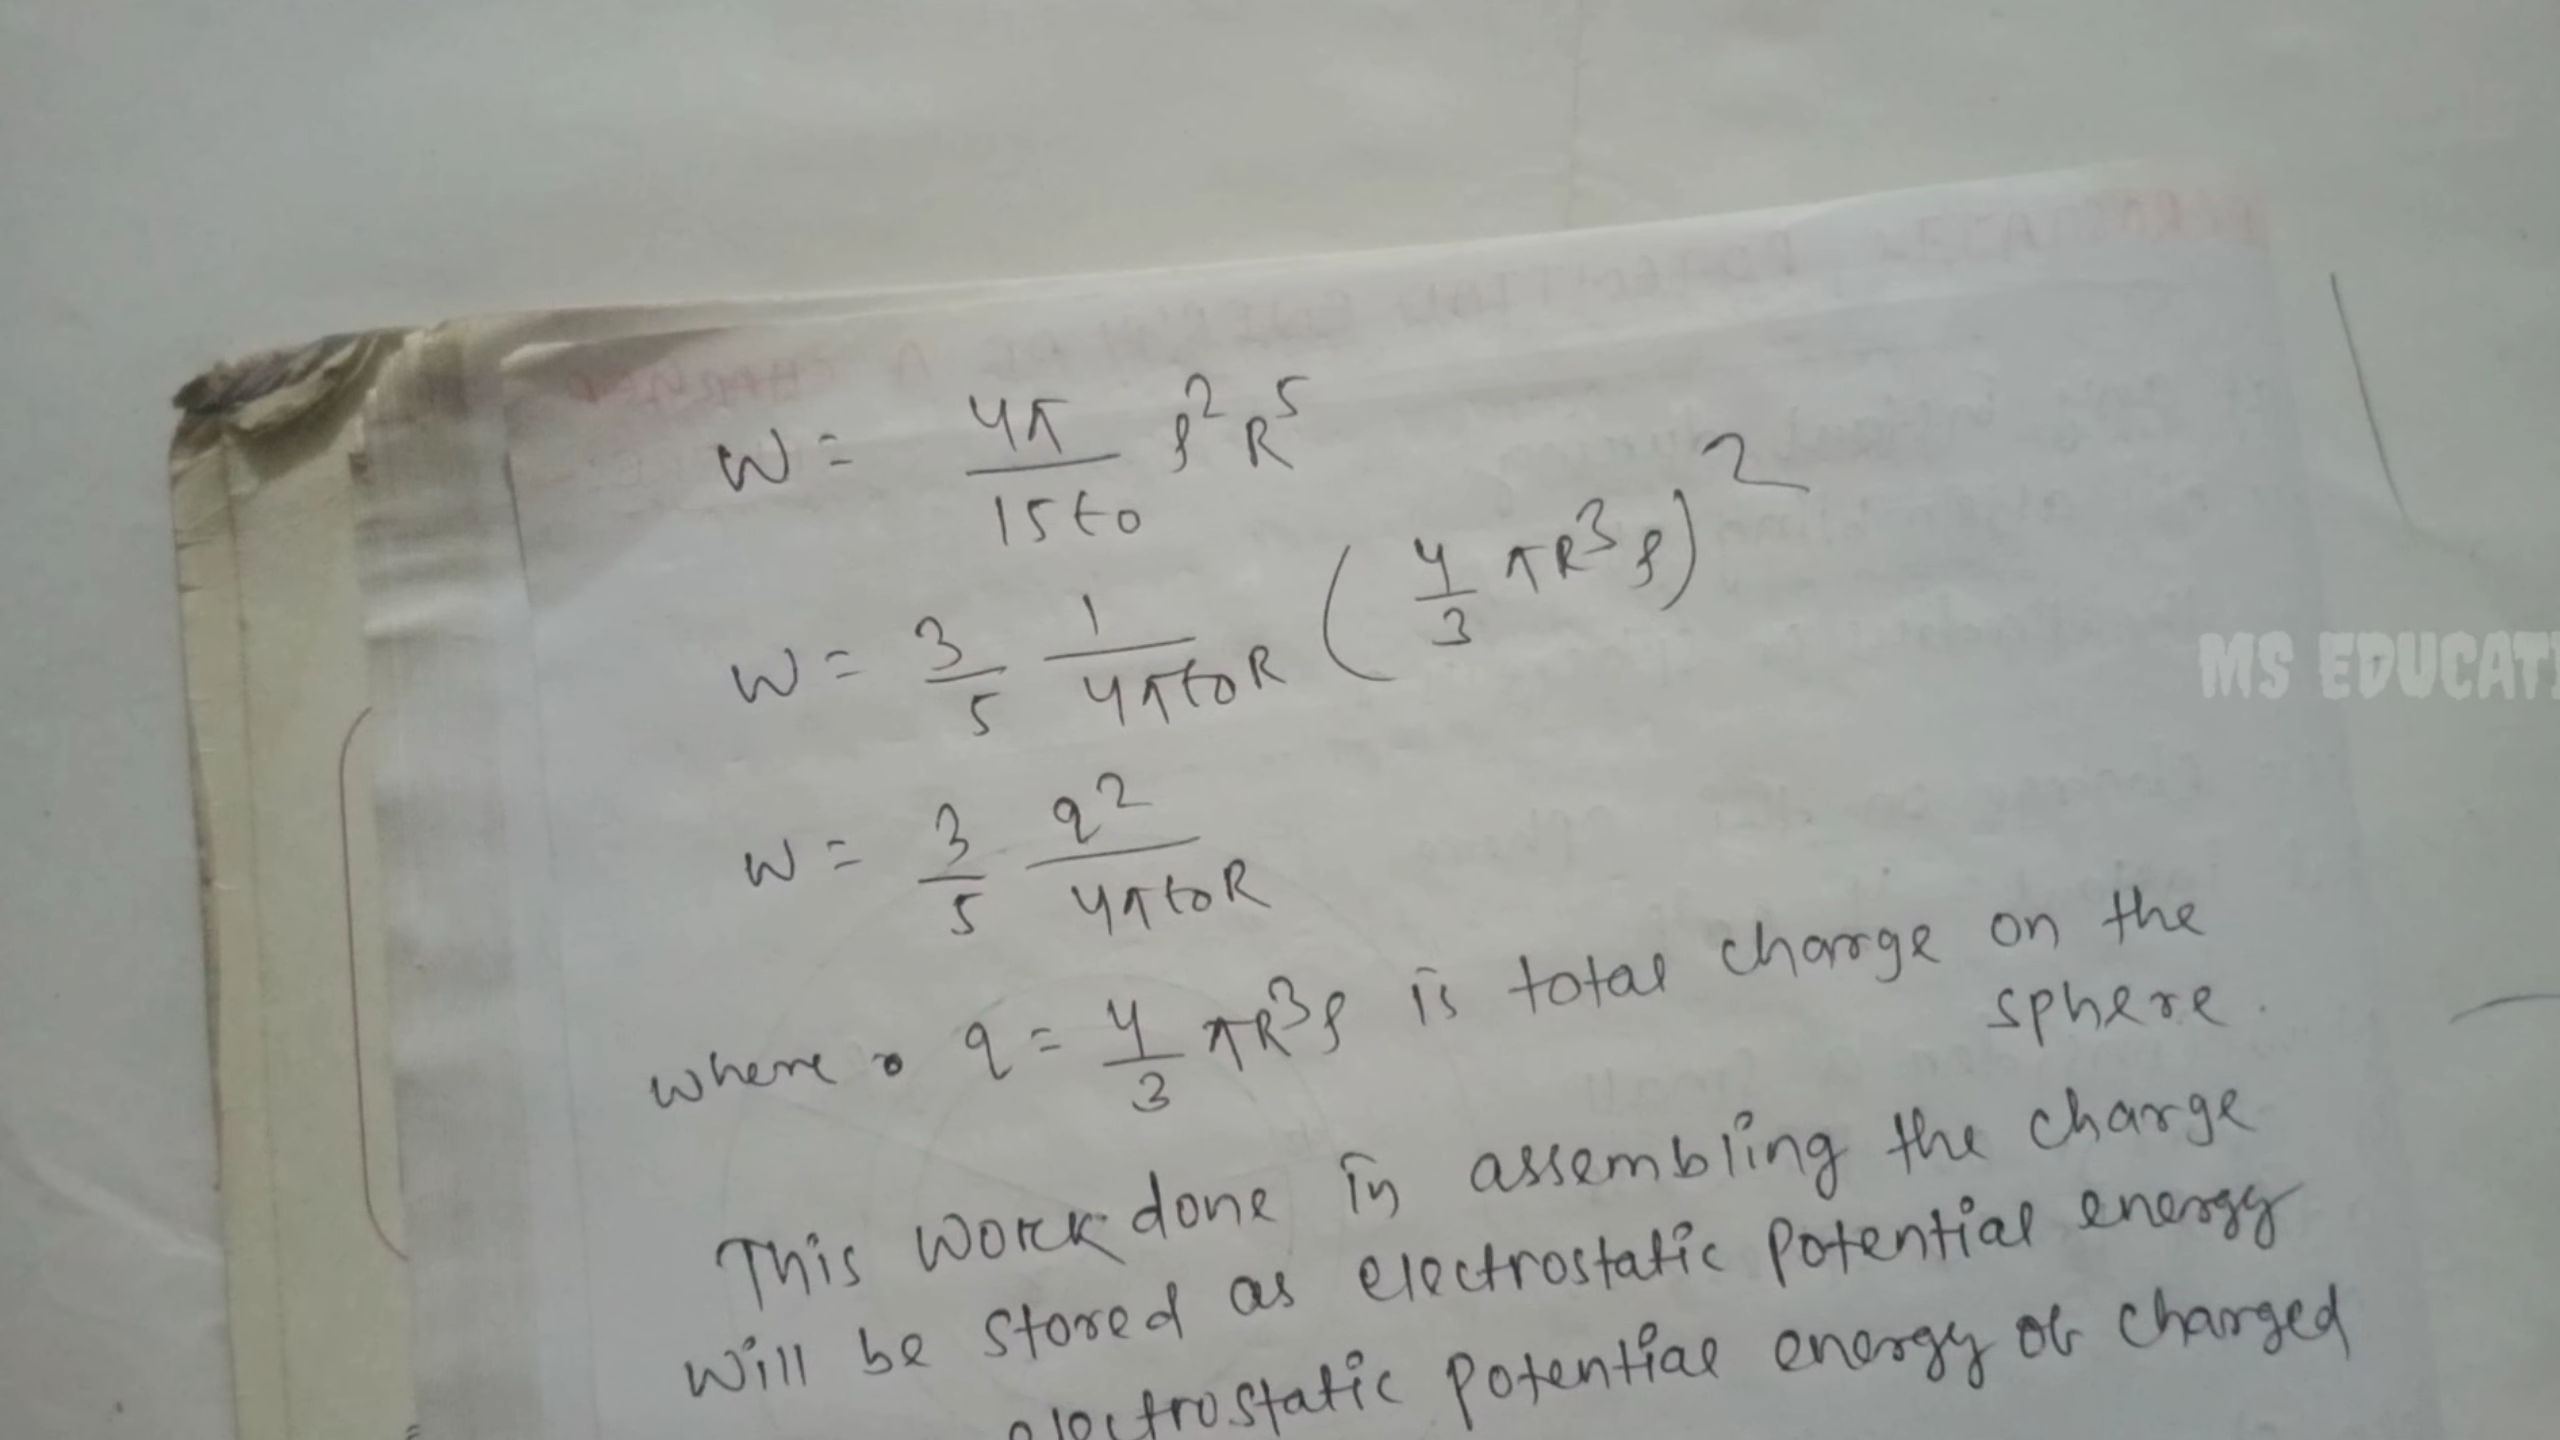 W = 4π/15ε0 ρ²R⁵
W = 3/5 1/4πε0R (4/3 πR³ρ)²
W = 3/5 q²/4πε0R
where q = 4/3 πR³ρ is total charge on the
sphere.
This work done in assembling the charge
will be stored as electrostatic potential energy
electrostatic potential energy of charged
MS EDUCATI